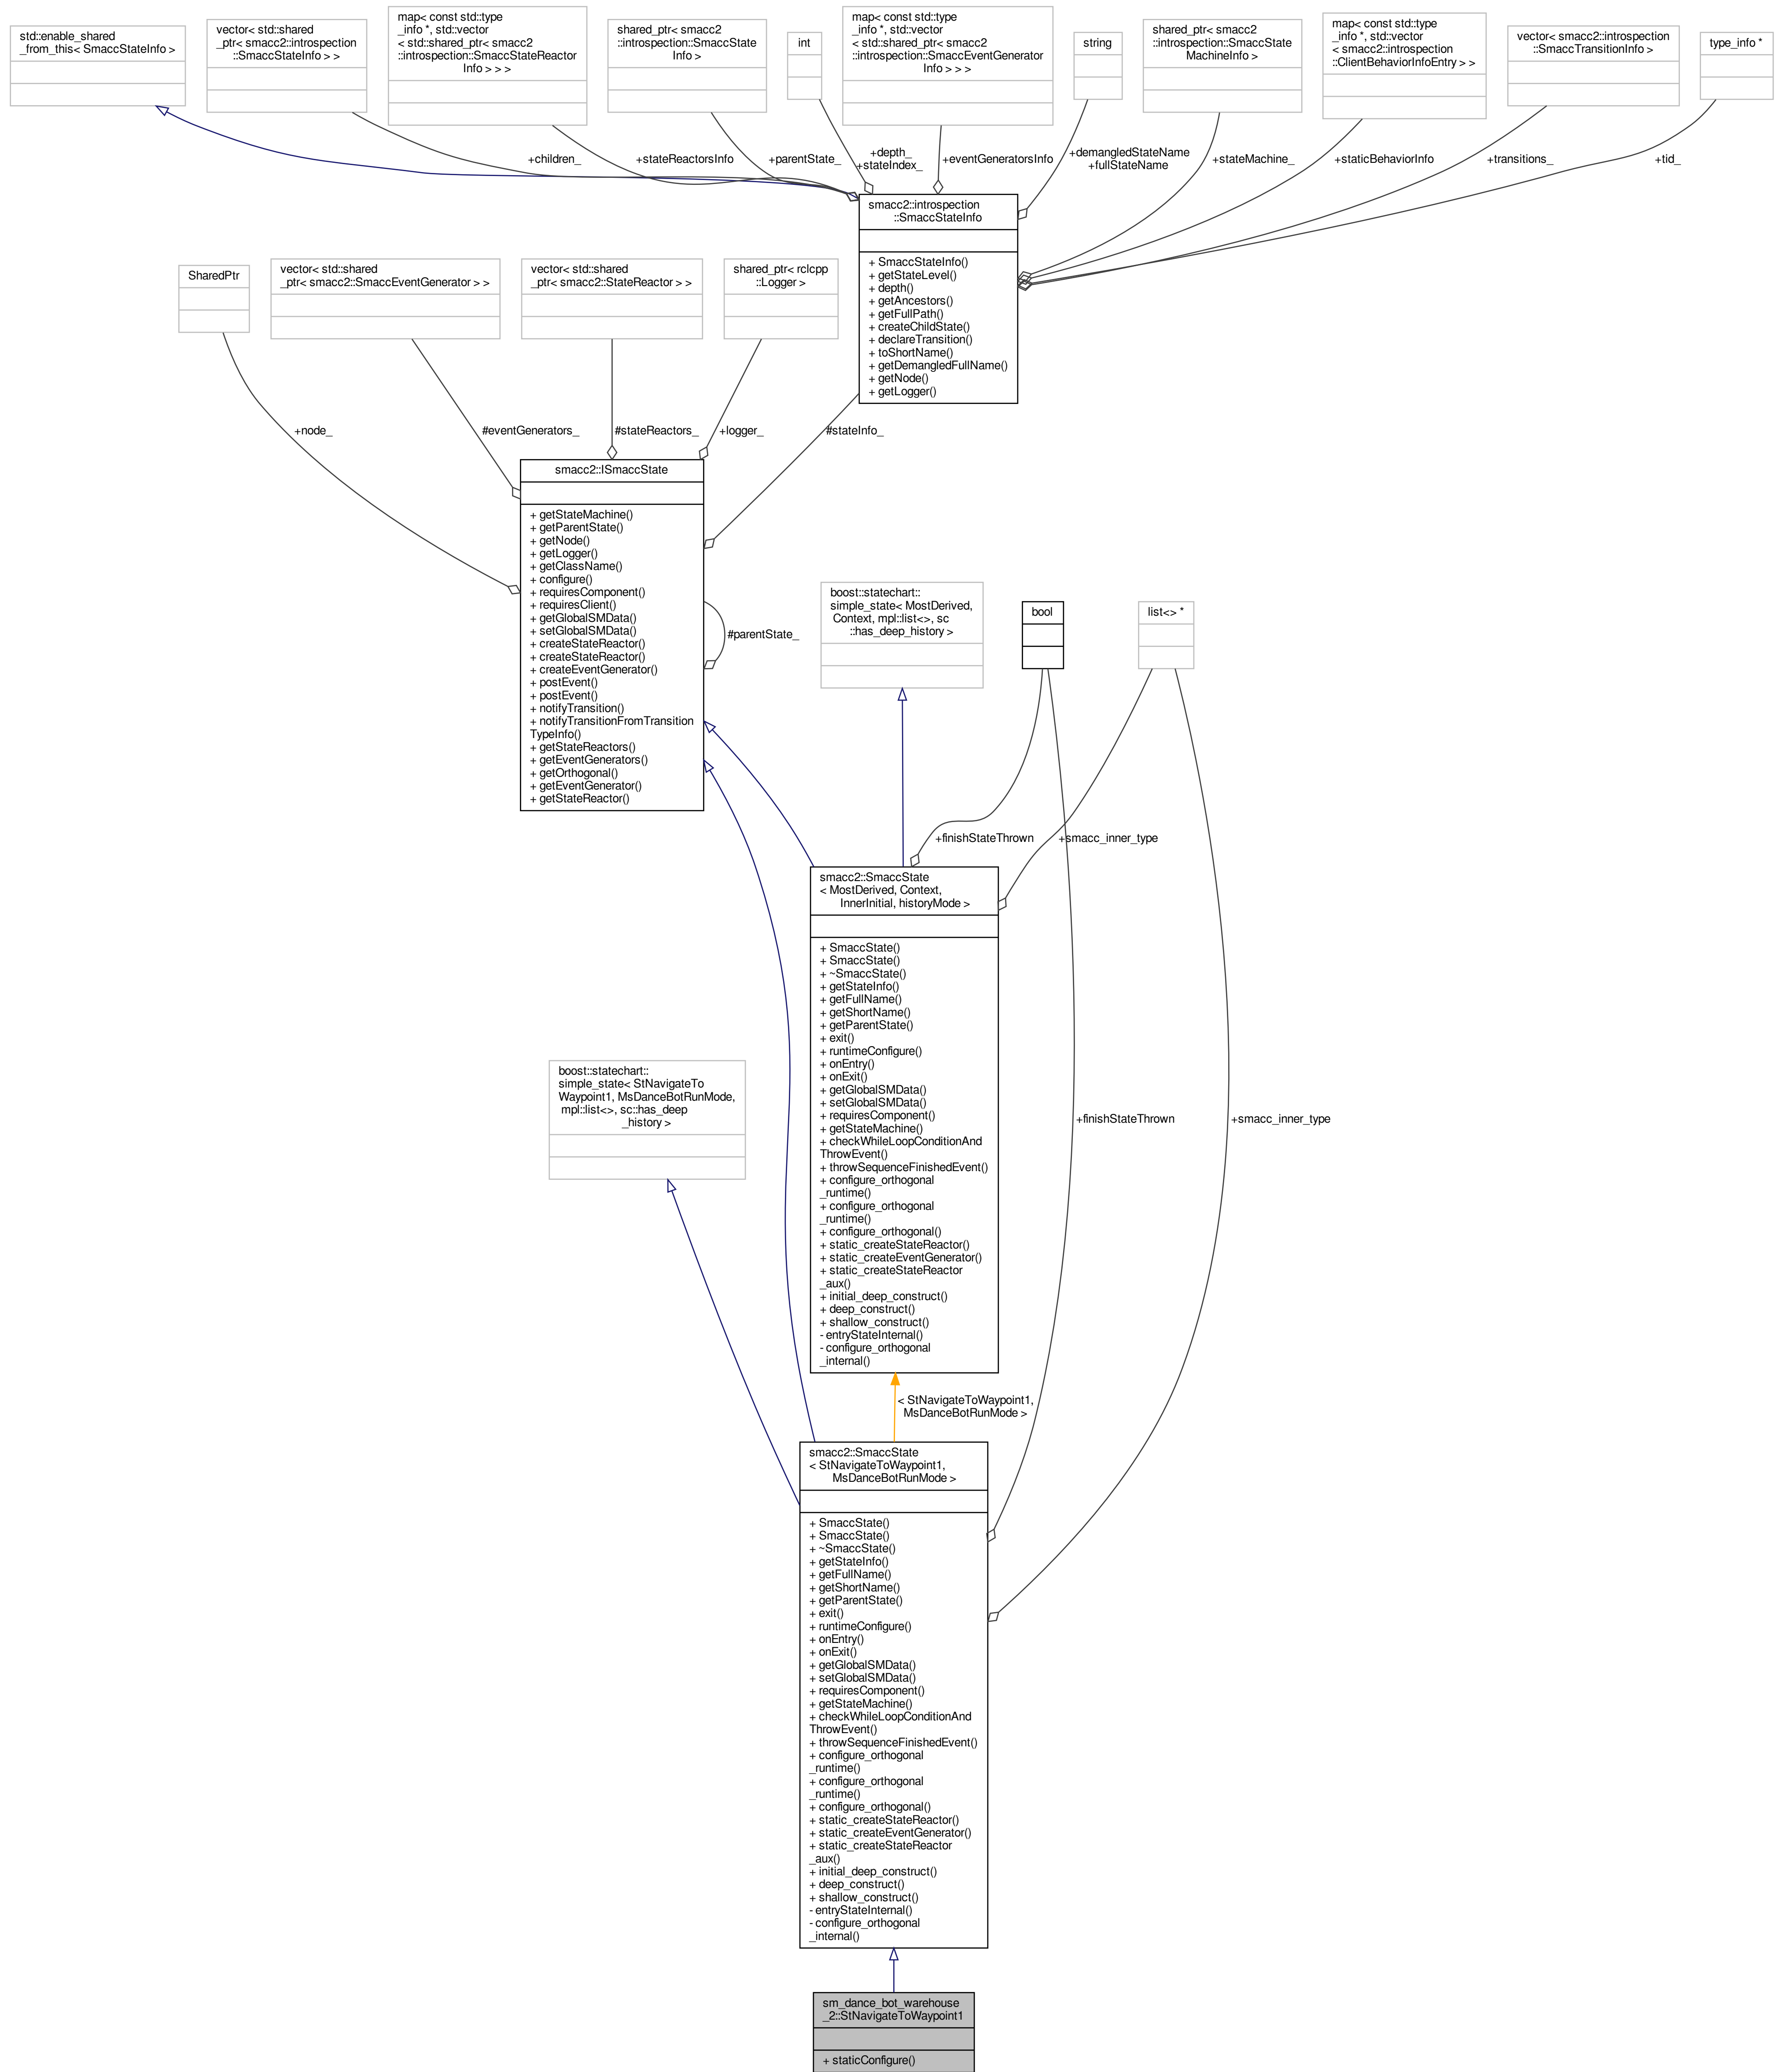 std::enable_shared
_from_this< SmaccStateInfo >
vector< std::shared
_ptr< smacc2::introspection
::SmaccStateInfo > >
map< const std::type
_info *, std::vector
< std::shared_ptr< smacc2
::introspection::SmaccStateReactor
Info > > >
shared_ptr< smacc2
::introspection::SmaccState
Info >
int
map< const std::type
_info *, std::vector
< std::shared_ptr< smacc2
::introspection::SmaccEventGenerator
Info > > >
string
shared_ptr< smacc2
::introspection::SmaccState
MachineInfo >
map< const std::type
_info *, std::vector
< smacc2::introspection
::ClientBehaviorInfoEntry > >
vector< smacc2::introspection
::SmaccTransitionInfo >
type_info *
+children_
+stateReactorsInfo
+parentState_
+depth_
+stateIndex_
+eventGeneratorsInfo
+demangledStateName
+fullStateName
+stateMachine_
+staticBehaviorInfo
+transitions_
+tid_
smacc2::introspection
::SmaccStateInfo
+ SmaccStateInfo()
+ getStateLevel()
+ depth()
+ getAncestors()
+ getFullPath()
+ createChildState()
+ declareTransition()
+ toShortName()
+ getDemangledFullName()
+ getNode()
+ getLogger()
SharedPtr
vector< std::shared
_ptr< smacc2::SmaccEventGenerator > >
vector< std::shared
_ptr< smacc2::StateReactor > >
shared_ptr< rclcpp
::Logger >
+node_
#eventGenerators_
#stateReactors_
+logger_
#stateInfo_
smacc2::ISmaccState
+ getStateMachine()
+ getParentState()
+ getNode()
+ getLogger()
+ getClassName()
+ configure()
+ requiresComponent()
+ requiresClient()
+ getGlobalSMData()
+ setGlobalSMData()
+ createStateReactor()
+ createStateReactor()
+ createEventGenerator()
+ postEvent()
+ postEvent()
+ notifyTransition()
+ notifyTransitionFromTransition
TypeInfo()
+ getStateReactors()
+ getEventGenerators()
+ getOrthogonal()
+ getEventGenerator()
+ getStateReactor()
#parentState_
boost::statechart::
simple_state< MostDerived,
Context, mpl::list<>, sc
::has_deep_history >
bool
list<> *
+finishStateThrown
+smacc_inner_type
smacc2::SmaccState
< MostDerived, Context,
InnerInitial, historyMode >
+ SmaccState()
+ SmaccState()
+ ~SmaccState()
+ getStateInfo()
+ getFullName()
+ getShortName()
+ getParentState()
+ exit()
+ runtimeConfigure()
+ onEntry()
+ onExit()
+ getGlobalSMData()
+ setGlobalSMData()
+ requiresComponent()
+ getStateMachine()
+ checkWhileLoopConditionAnd
ThrowEvent()
+ throwSequenceFinishedEvent()
+ configure_orthogonal
_runtime()
+ configure_orthogonal
_runtime()
+ configure_orthogonal()
+ static_createStateReactor()
+ static_createEventGenerator()
+ static_createStateReactor
_aux()
+ initial_deep_construct()
+ deep_construct()
+ shallow_construct()
- entryStateInternal()
- configure_orthogonal
_internal()
boost::statechart::
simple_state< StNavigateTo
Waypoint1, MsDanceBotRunMode,
mpl::list<>, sc::has_deep
_history >
+finishStateThrown
+smacc_inner_type
< StNavigateToWaypoint1,
MsDanceBotRunMode >
smacc2::SmaccState
< StNavigateToWaypoint1,
MsDanceBotRunMode >
+ SmaccState()
+ SmaccState()
+ ~SmaccState()
+ getStateInfo()
+ getFullName()
+ getShortName()
+ getParentState()
+ exit()
+ runtimeConfigure()
+ onEntry()
+ onExit()
+ getGlobalSMData()
+ setGlobalSMData()
+ requiresComponent()
+ getStateMachine()
+ checkWhileLoopConditionAnd
ThrowEvent()
+ throwSequenceFinishedEvent()
+ configure_orthogonal
_runtime()
+ configure_orthogonal
_runtime()
+ configure_orthogonal()
+ static_createStateReactor()
+ static_createEventGenerator()
+ static_createStateReactor
_aux()
+ initial_deep_construct()
+ deep_construct()
+ shallow_construct()
- entryStateInternal()
- configure_orthogonal
_internal()
sm_dance_bot_warehouse
_2::StNavigateToWaypoint1
+ staticConfigure()